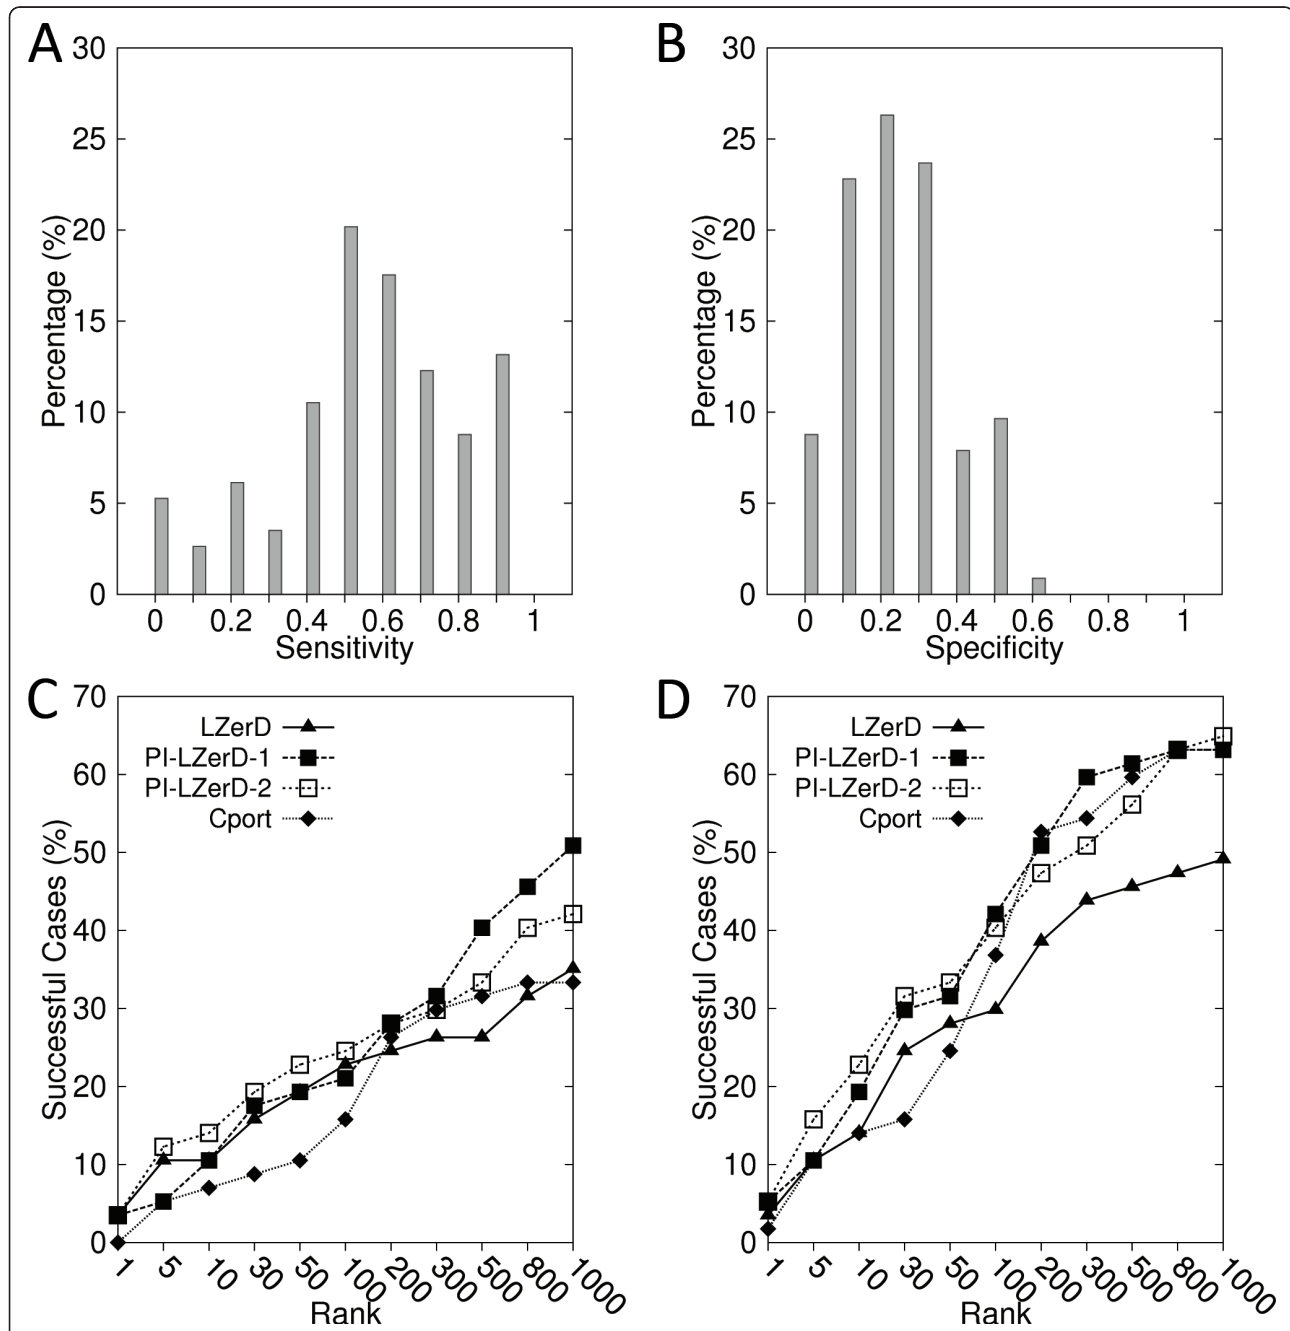 A
30
25
20
15
10
5
0
Percentage (%)
0 0.2 0.4 0.6 0.8 1
Sensitivity
B
30
25
20
15
10
5
0
Percentage (%)
0 0.2 0.4 0.6 0.8 1
Specificity
C
70
60
50
40
30
20
10
0
Successful Cases (%)
LZerD
PI-LZerD-1
PI-LZerD-2
Cport
1 5 10 30 50 100 200 300 500 800 1000
Rank
D
70
60
50
40
30
20
10
0
Successful Cases (%)
LZerD
PI-LZerD-1
PI-LZerD-2
Cport
1 5 10 30 50 100 200 300 500 800 1000
Rank